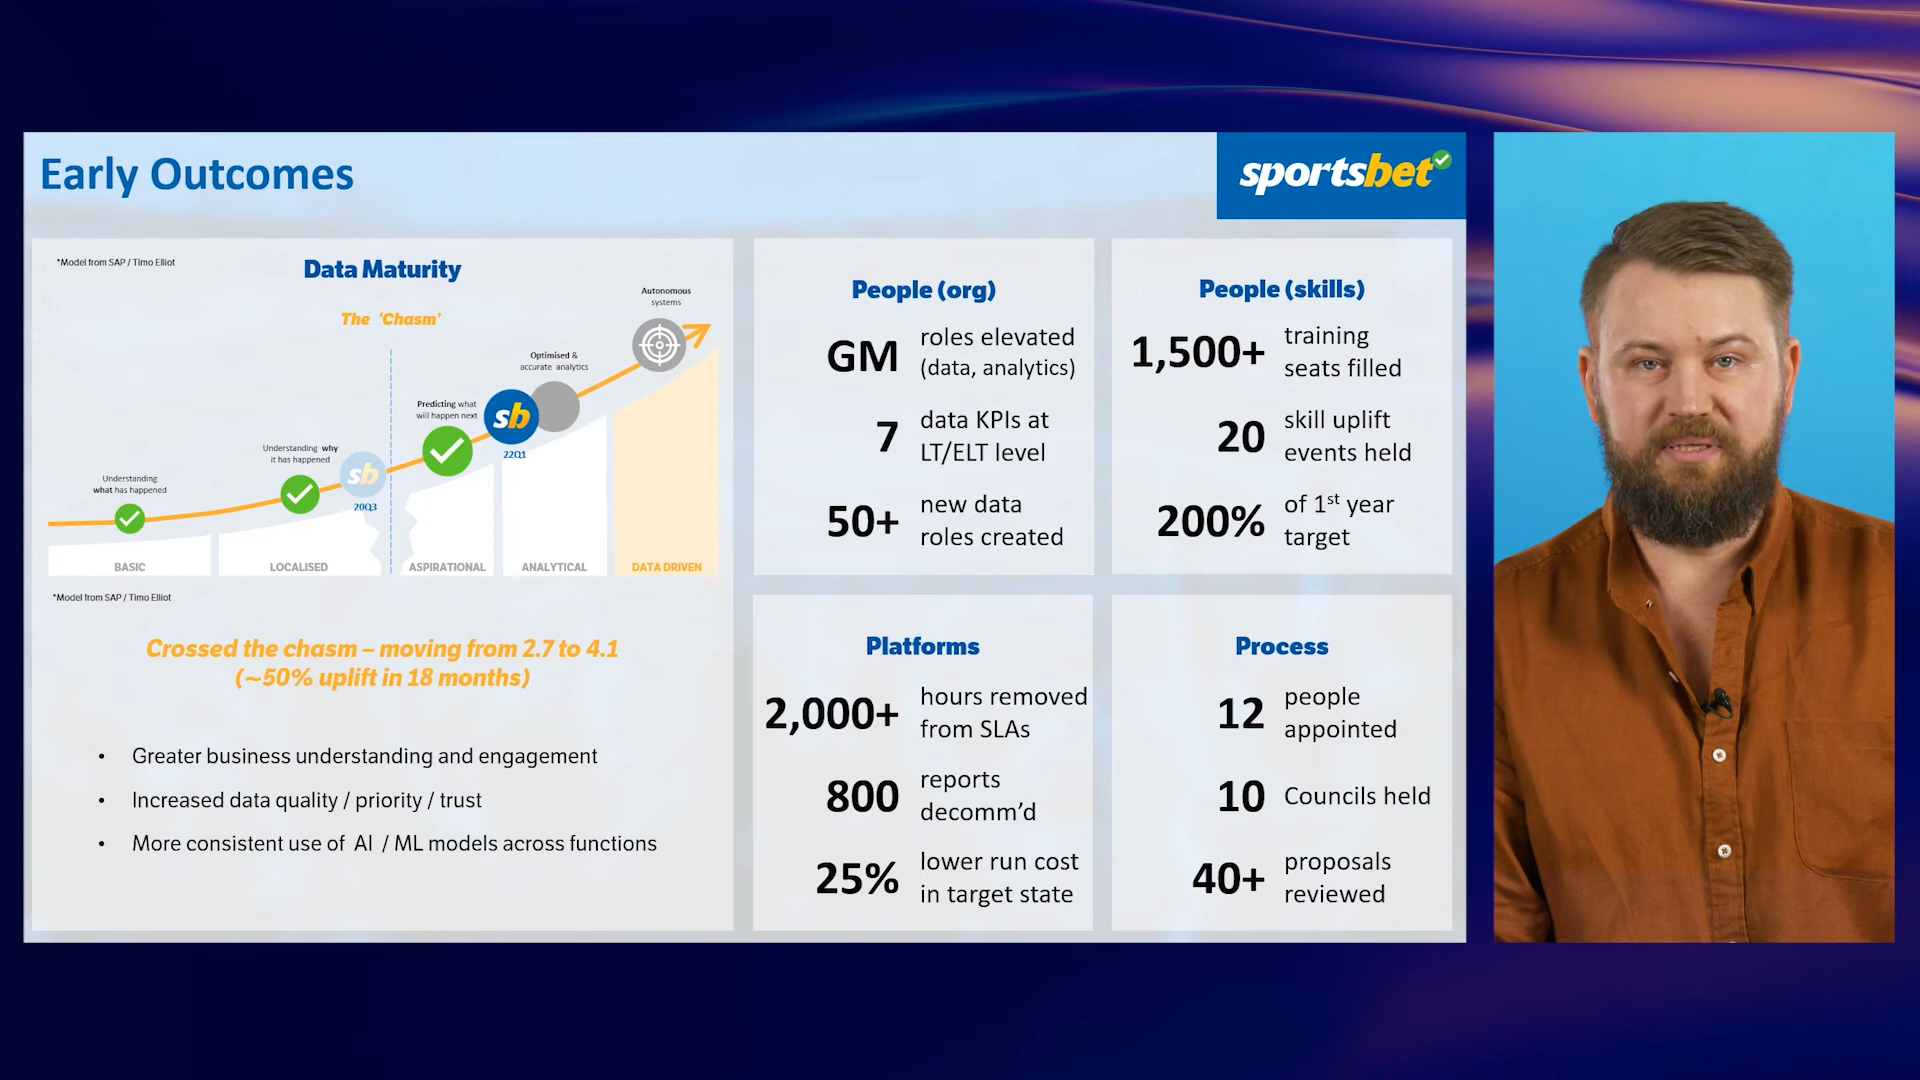 Early Outcomes
sportsbet
*Model from SAP / Timo Elliot
Data Maturity
The 'Chasm'
Autonomous
systems
Optimised &
accurate analytics
Predicting what
will happen next
sb
22Q1
Understanding why
it has happened
sb
20Q3
Understanding
what has happened
BASIC
LOCALISED
ASPIRATIONAL
ANALYTICAL
DATA DRIVEN
*Model from SAP / Timo Elliot
Crossed the chasm – moving from 2.7 to 4.1
(~50% uplift in 18 months)
• Greater business understanding and engagement
• Increased data quality / priority / trust
• More consistent use of AI / ML models across functions
People (org)
GM roles elevated
(data, analytics)
7 data KPIs at
LT/ELT level
50+ new data
roles created
People (skills)
1,500+ training
seats filled
20 skill uplift
events held
200% of 1st year
target
Platforms
2,000+ hours removed
from SLAs
800 reports
decomm'd
25% lower run cost
in target state
Process
12 people
appointed
10 Councils held
40+ proposals
reviewed